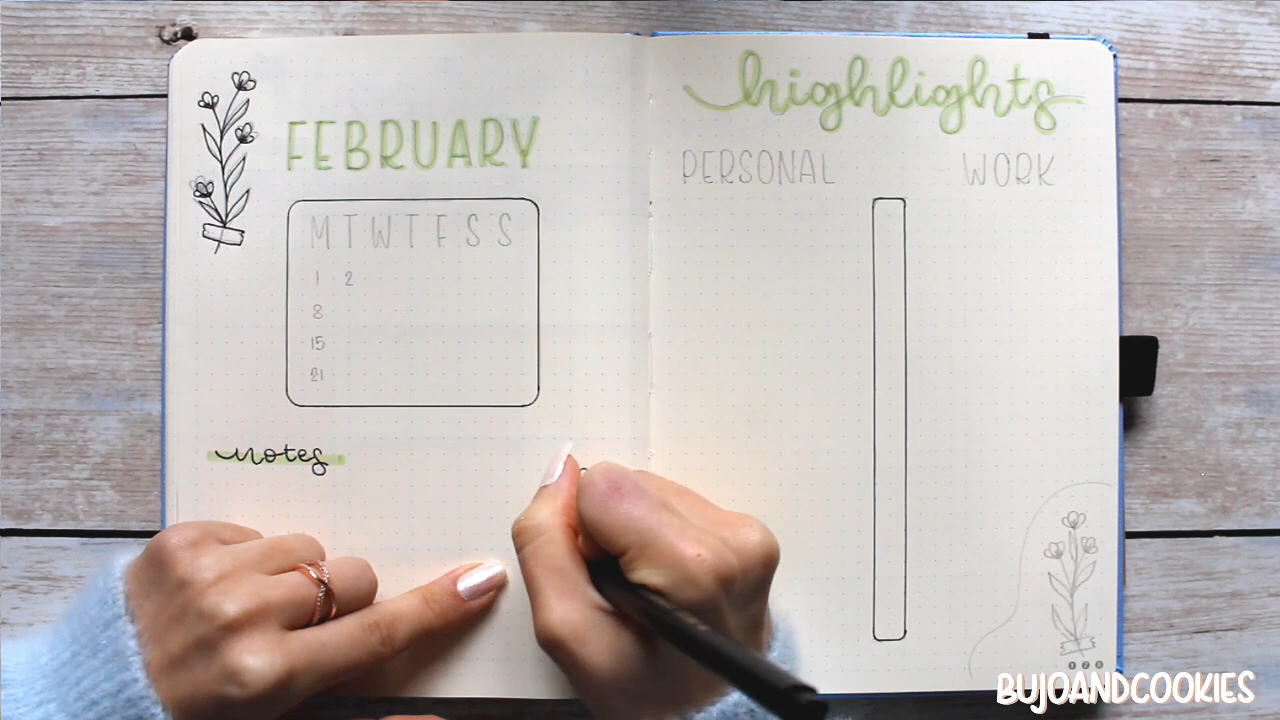 FEBRUARY
M T W T F S S
1 2
8
15
21
notes
highlights
PERSONAL WORK
BUJOANDCOOKIES